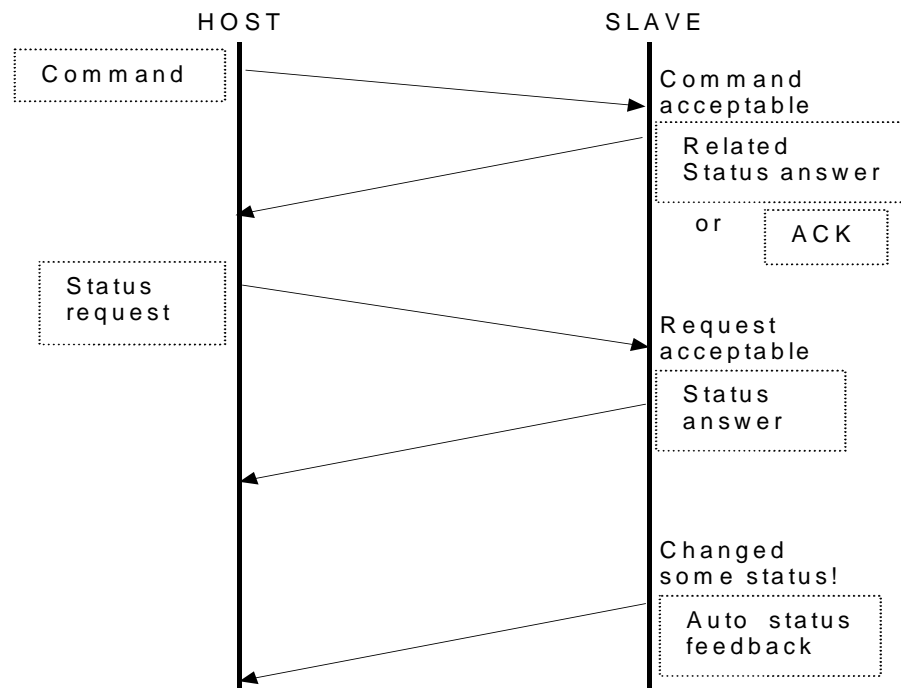 HOST
SLAVE
Command
Command
acceptable
Related
Status answer
or
ACK
Status
request
Request
acceptable
Status
answer
Changed
some status!
Auto status
feedback